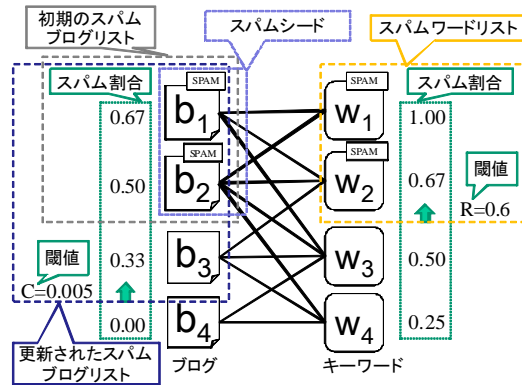 初期のスパム
ブログリスト
スパムシード
スパムワードリスト
スパム割合
SPAM
SPAM
スパム割合
0.67
b1
w1
1.00
SPAM
SPAM
0.50
b2
w2
0.67
閾値
R=0.6
閾値
C=0.005
0.33
b3
w3
0.50
0.00
b4
w4
0.25
更新されたスパム
ブログリスト
ブログ
キーワード